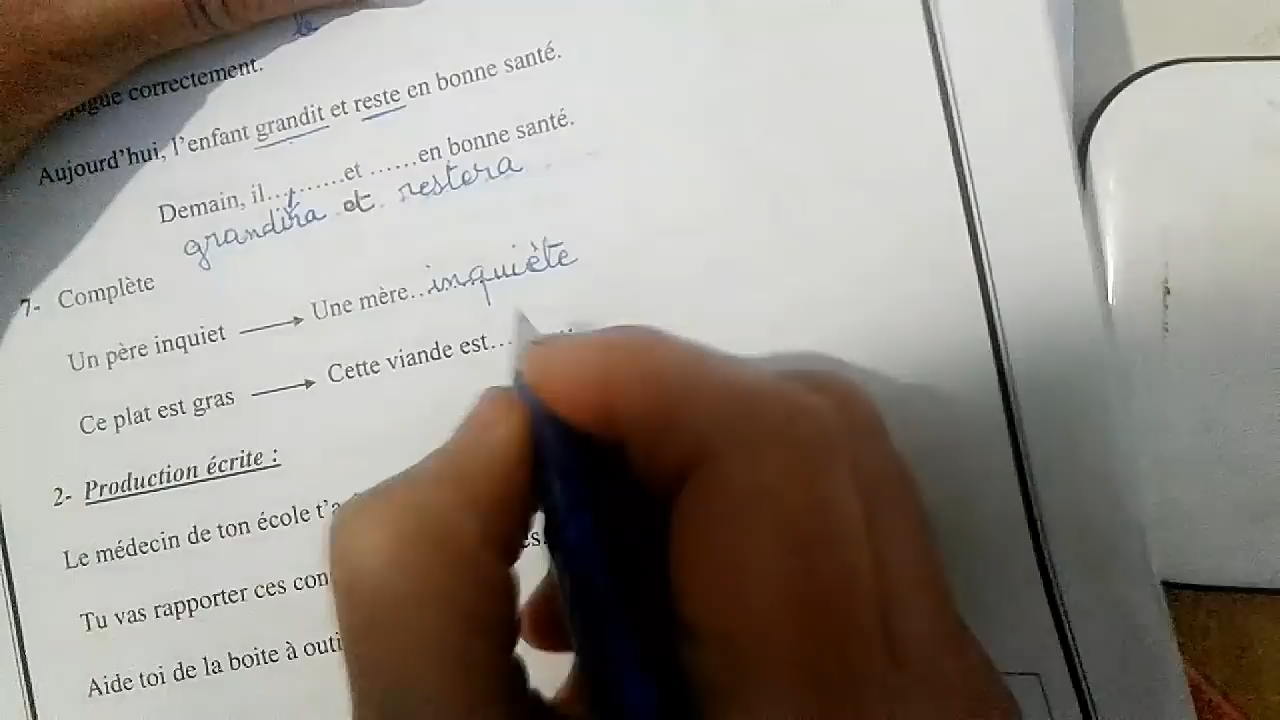 correctement.
Aujourd'hui, l'enfant grandit et reste en bonne santé.
Demain, il.........et ......en bonne santé.
grandira et restera
7- Complète
Un père inquiet → Une mère..inquiète
Ce plat est gras → Cette viande est...
2- Production écrite :
Le médecin de ton école
Tu vas rapporter ces
Aide toi de la boite à